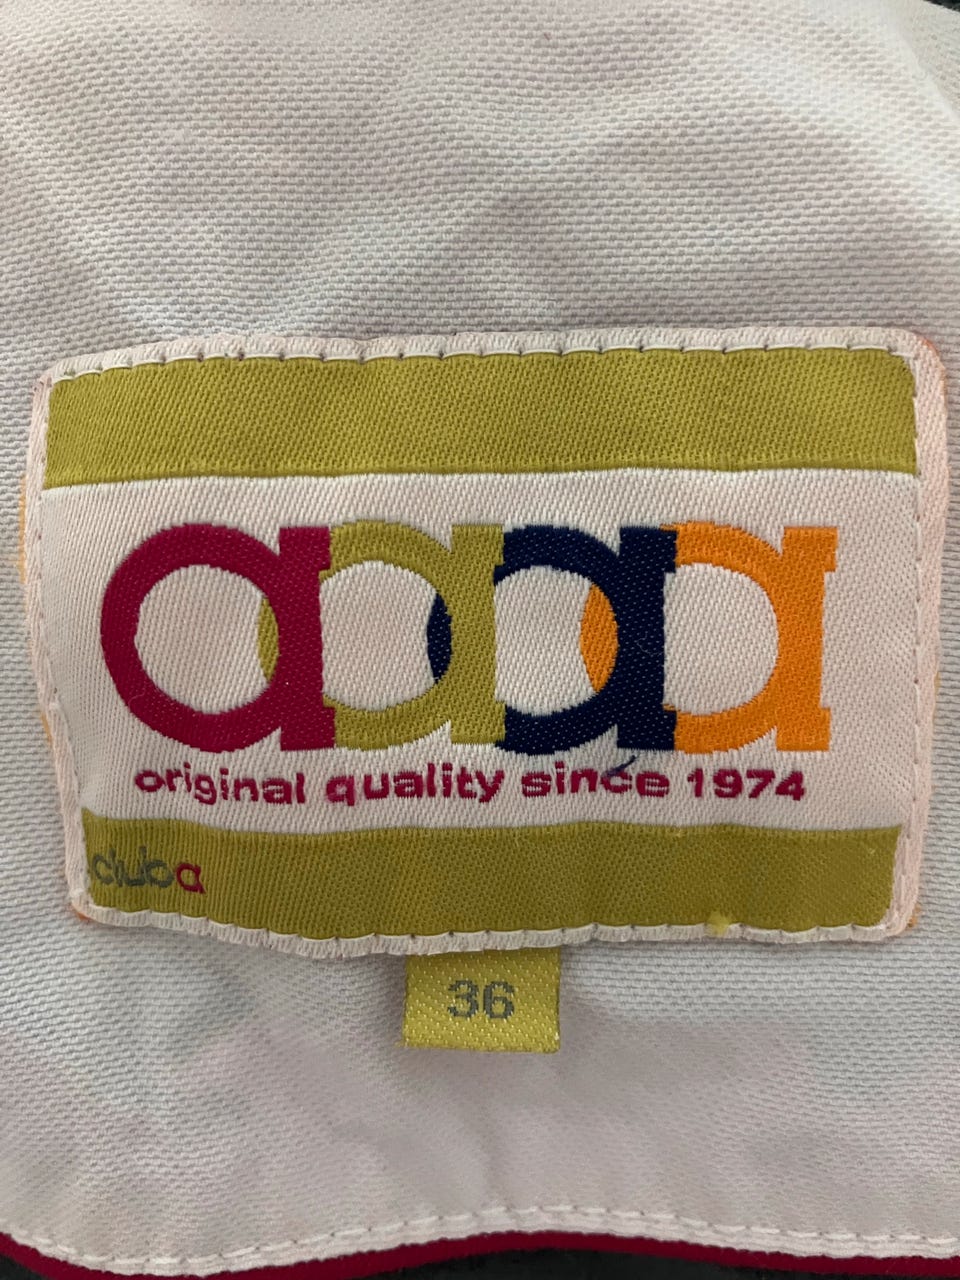 aaaa
original quality since 1974
cluba
36